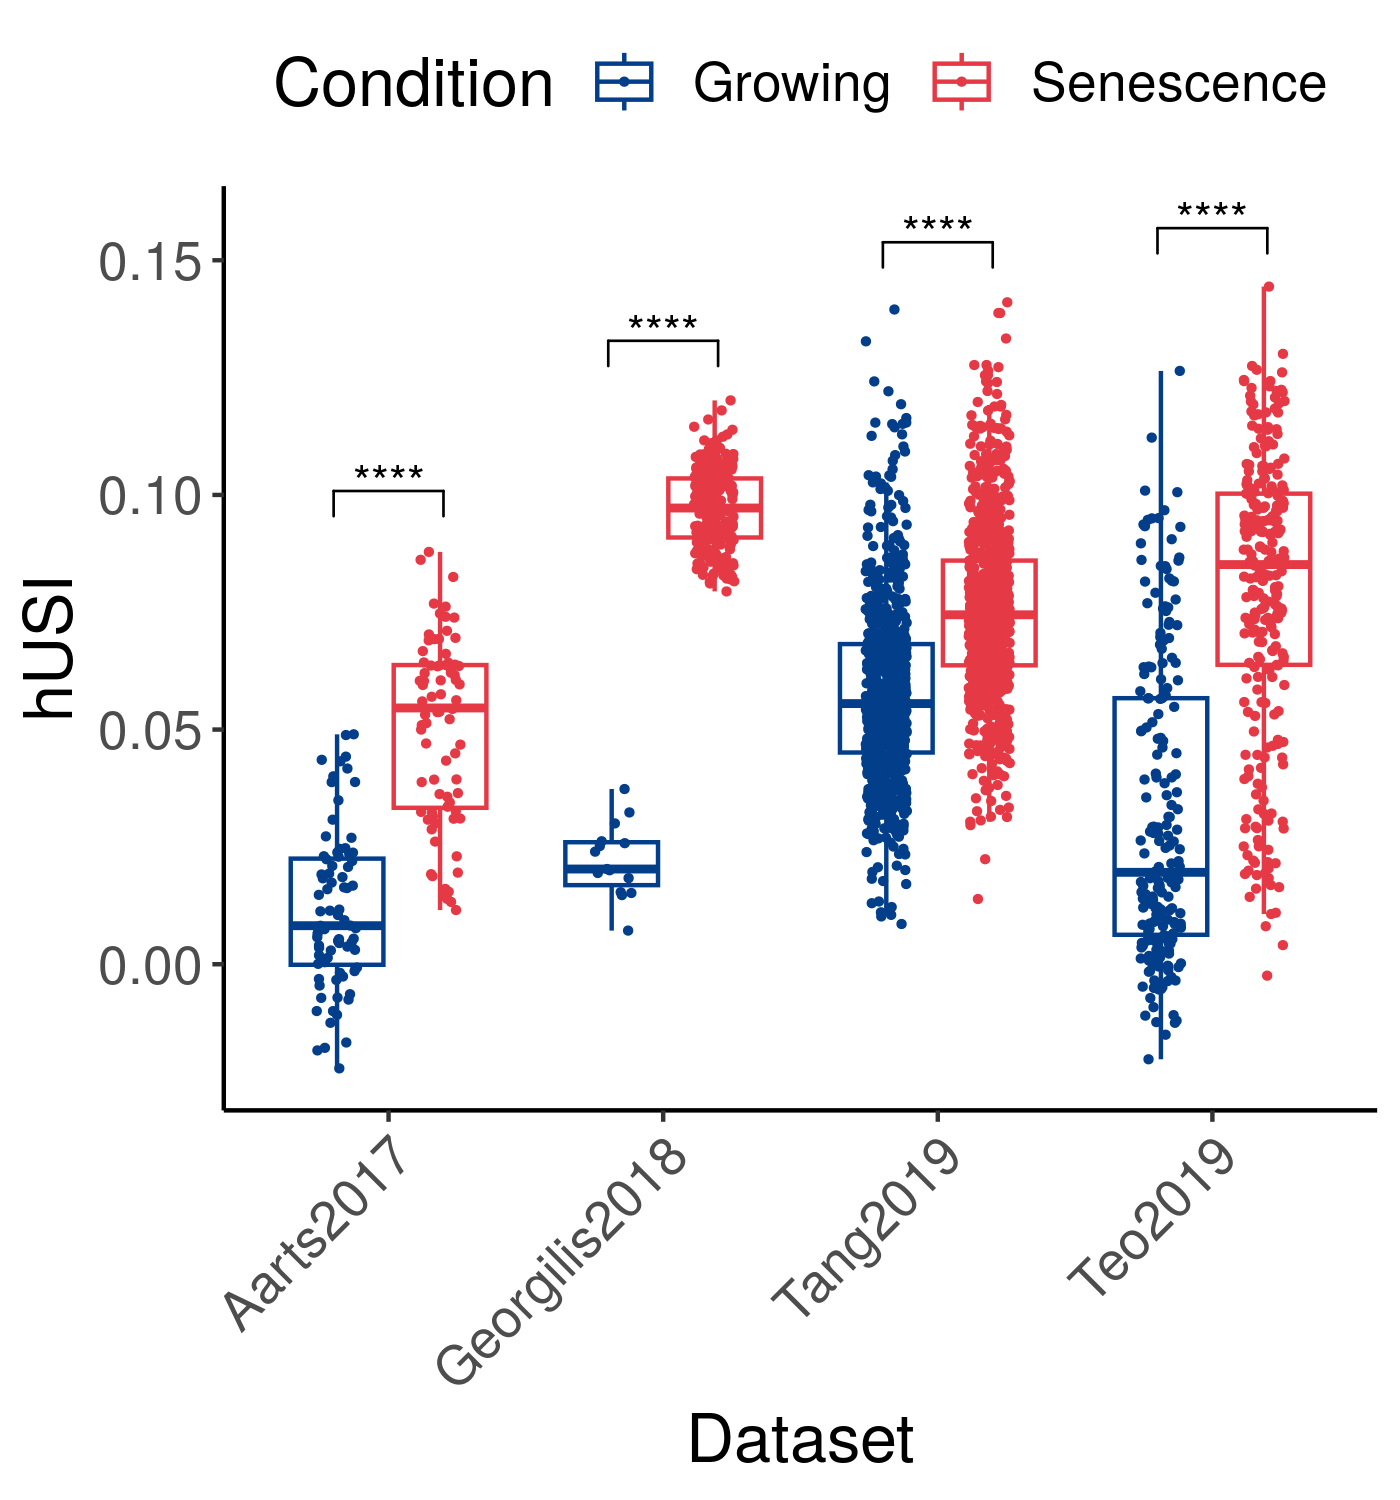 Condition Growing Senescence
hUSI
0.15
0.10
0.05
0.00
****
****
****
****
Aarts2017
Georgilis2018
Tang2019
Teo2019
Dataset